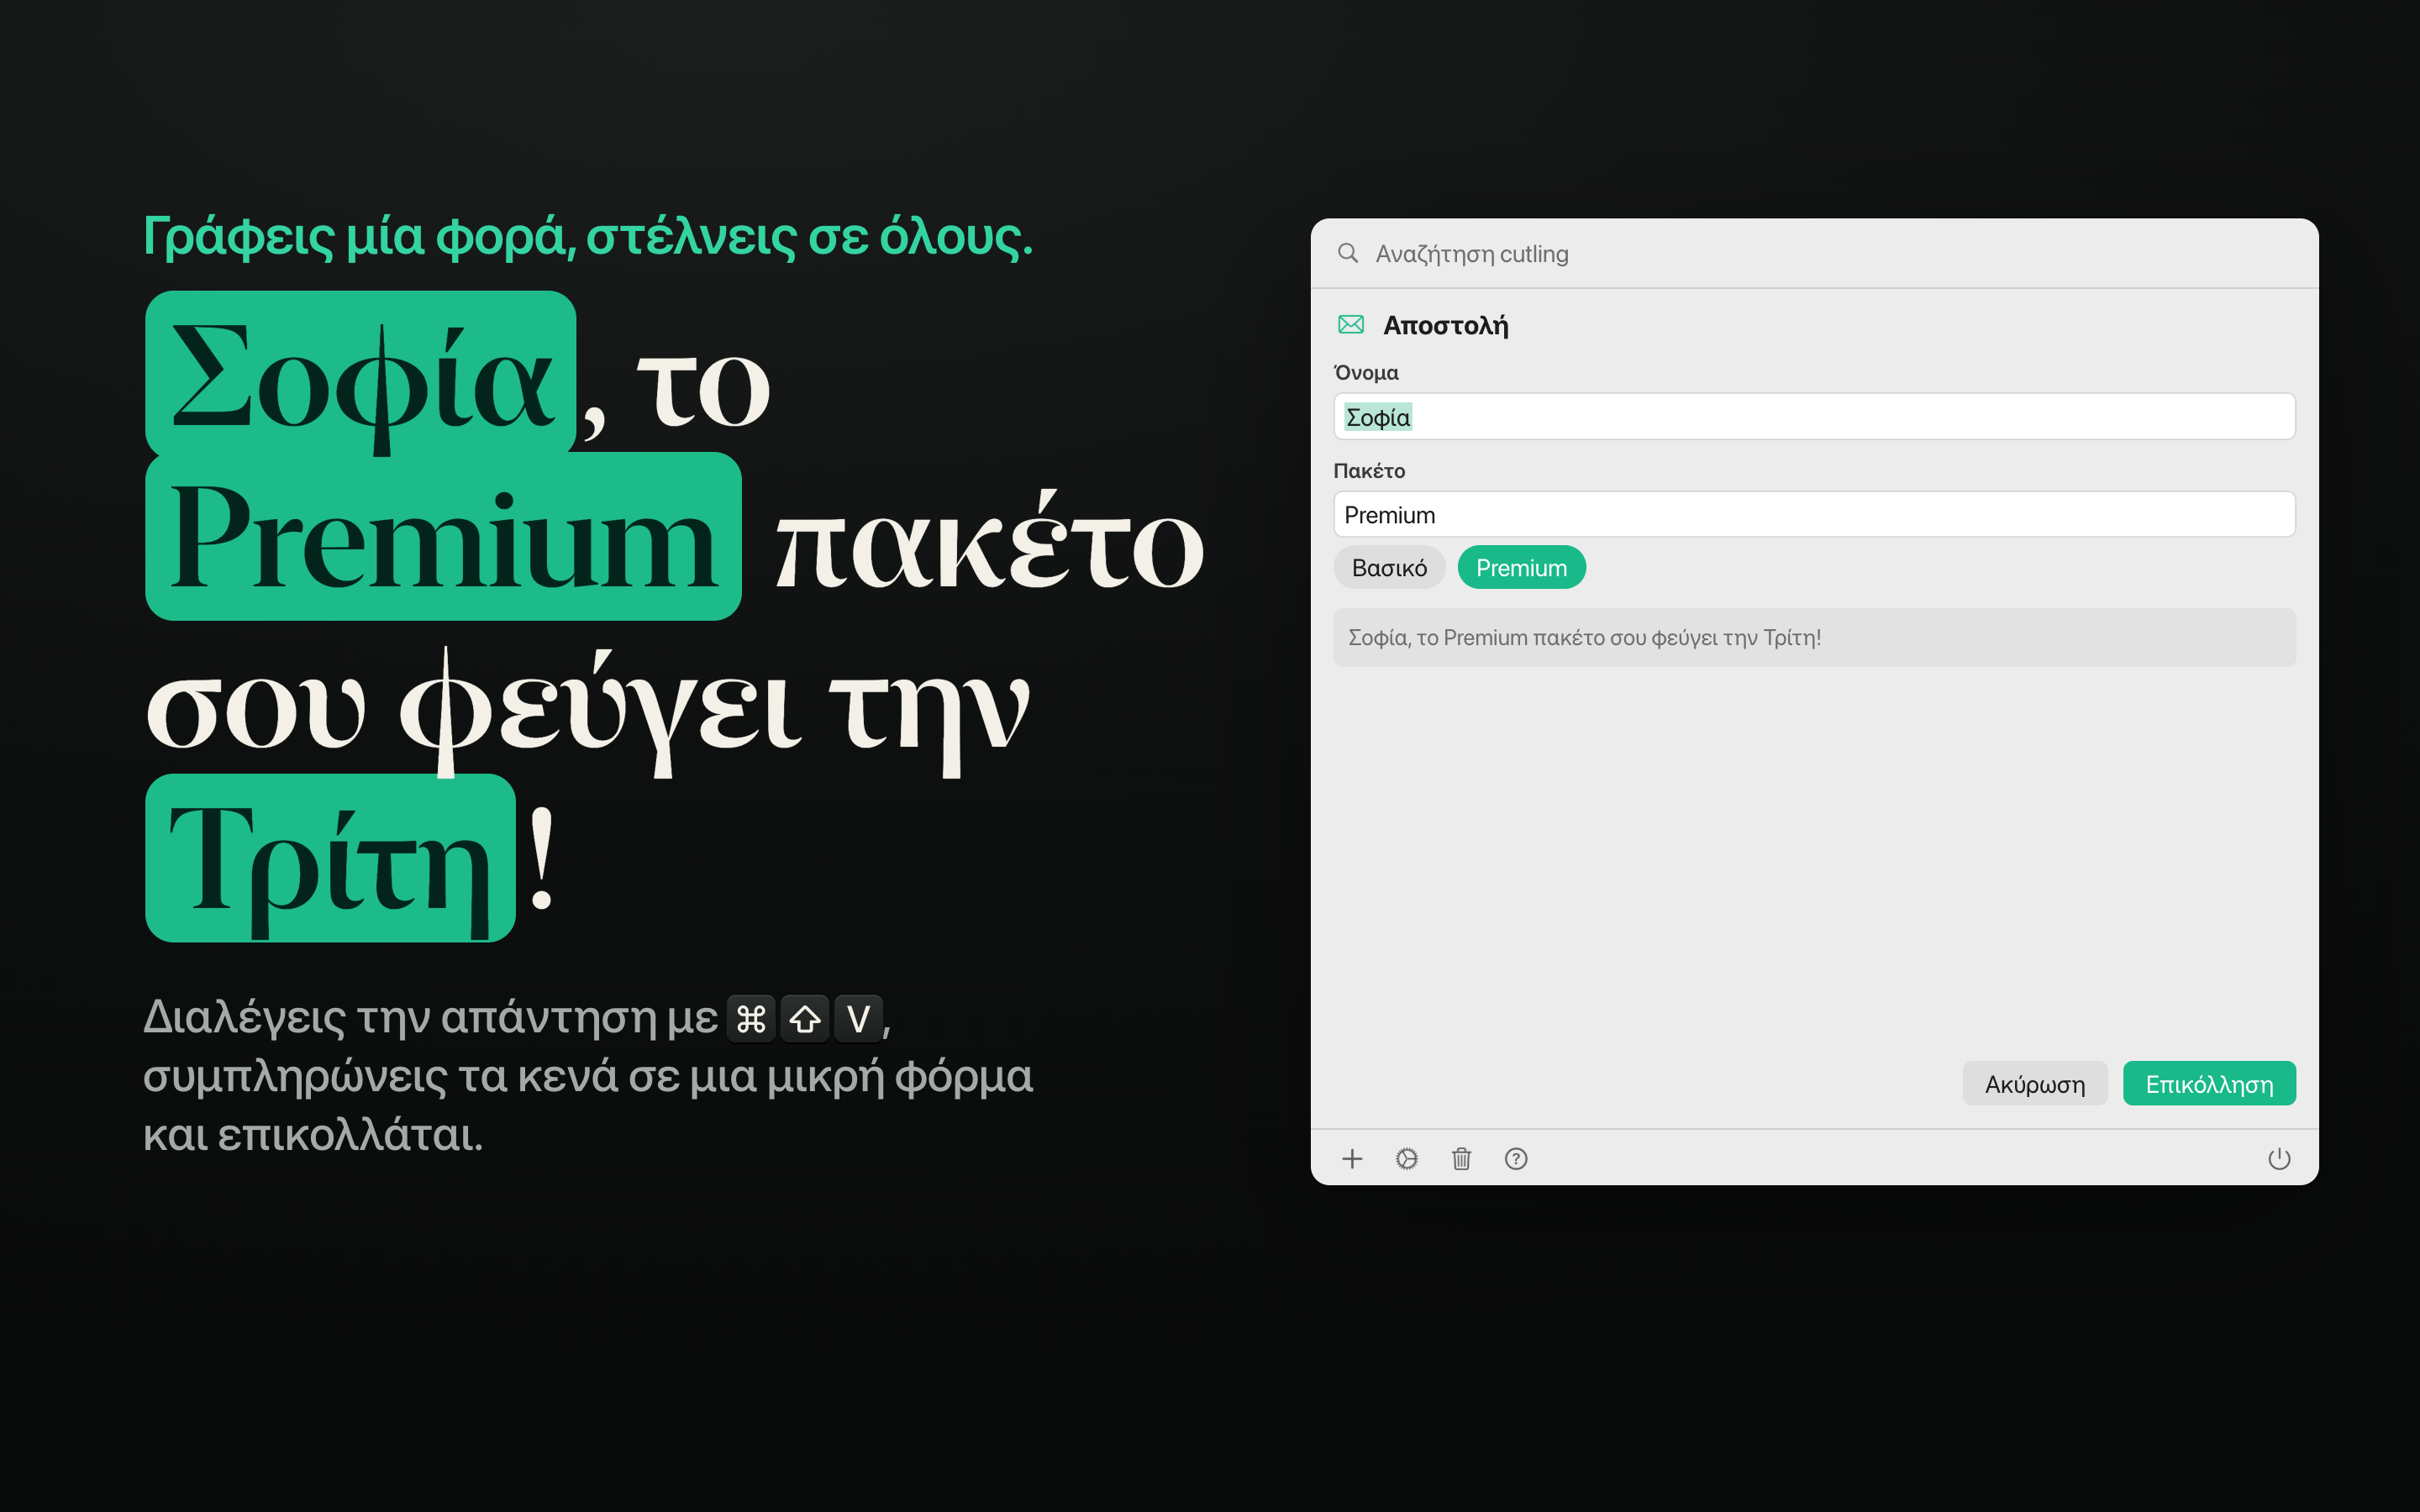 Γράφεις μία φορά, στέλνεις σε όλους.
Σοφία, το
Premium πακέτο
σου φεύγει την
Τρίτη!
Διαλέγεις την απάντηση με ⌘ ⇧ V,
συμπληρώνεις τα κενά σε μια μικρή φόρμα
και επικολλάται.
Αναζήτηση cutling
Αποστολή
Όνομα
Σοφία
Πακέτο
Premium
Βασικό Premium
Σοφία, το Premium πακέτο σου φεύγει την Τρίτη!
Ακύρωση Επικόλληση